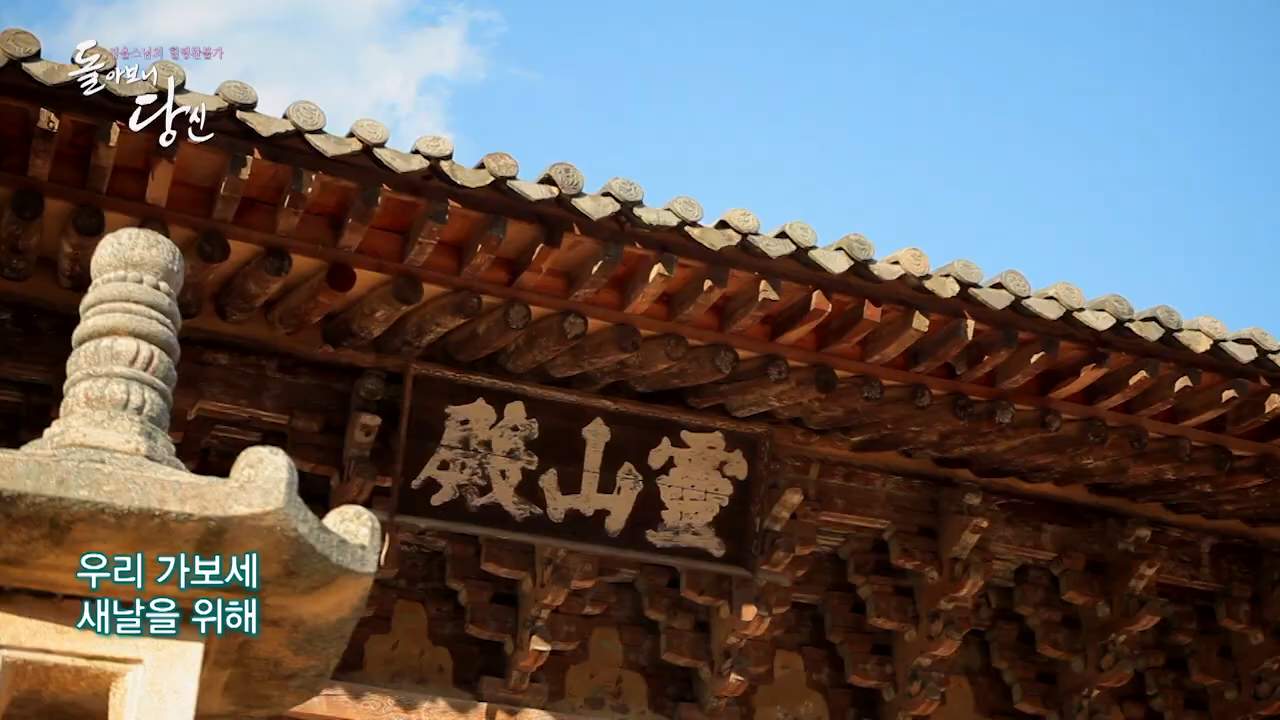 돌아보니
당신
靈山殿
우리 가보세
새날을 위해